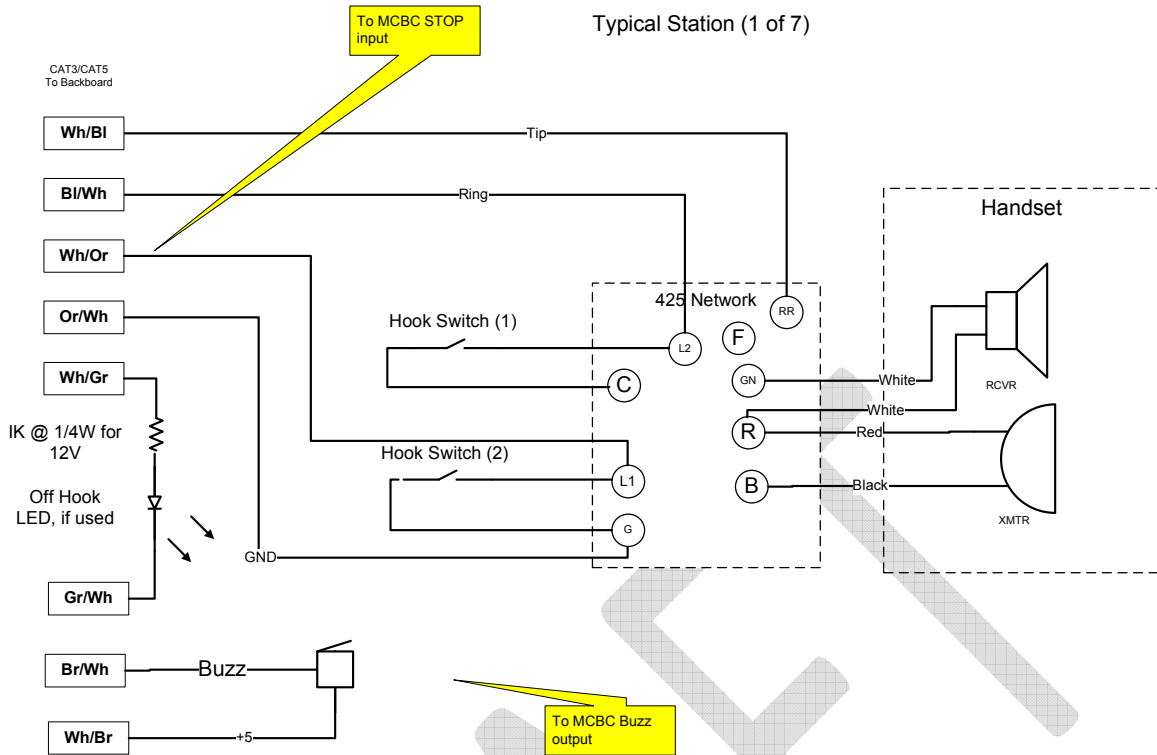 To MCBC STOP
input
Typical Station (1 of 7)
CAT3/CAT5
To Backboard
Wh/Bl
Tip
Bl/Wh
Ring
Handset
Wh/Or
Or/Wh
425 Network
RR
Hook Switch (1)
F
L2
Wh/Gr
C
GN
White
RCVR
White
IK @ 1/4W for
12V
R
Red
Hook Switch (2)
L1
B
Black
Off Hook
LED, if used
XMTR
G
GND
Gr/Wh
Br/Wh
Buzz
To MCBC Buzz
output
Wh/Br
+5